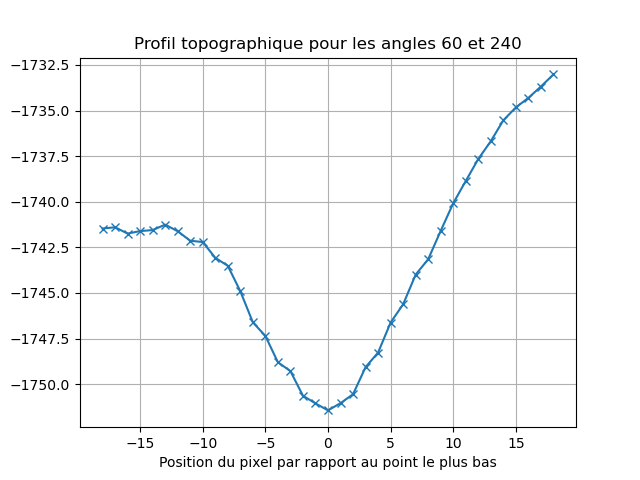 Profil topographique pour les angles 60 et 240
−1732.5
−1735.0
−1737.5
−1740.0
−1742.5
−1745.0
−1747.5
−1750.0
−15 −10 −5 0 5 10 15
Position du pixel par rapport au point le plus bas